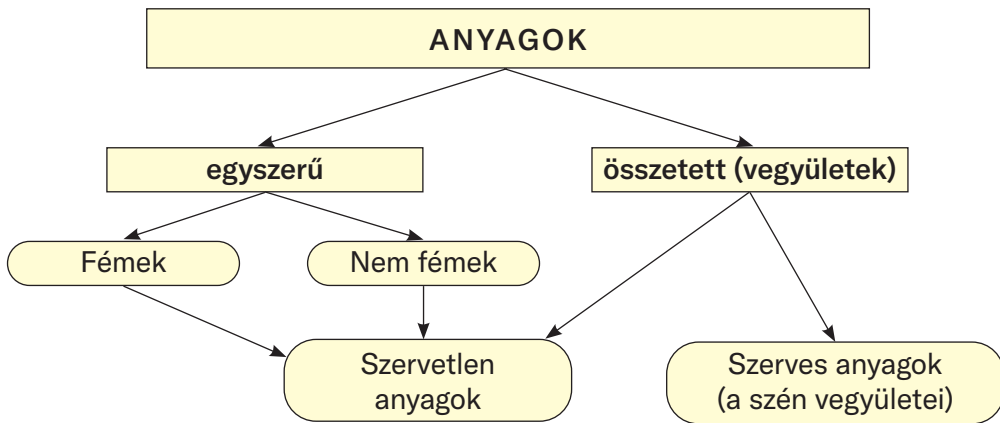 ANYAGOK
egyszerű
összetett (vegyületek)
Fémek
Nem fémek
Szervetlen
anyagok
Szerves anyagok
(a szén vegyületei)